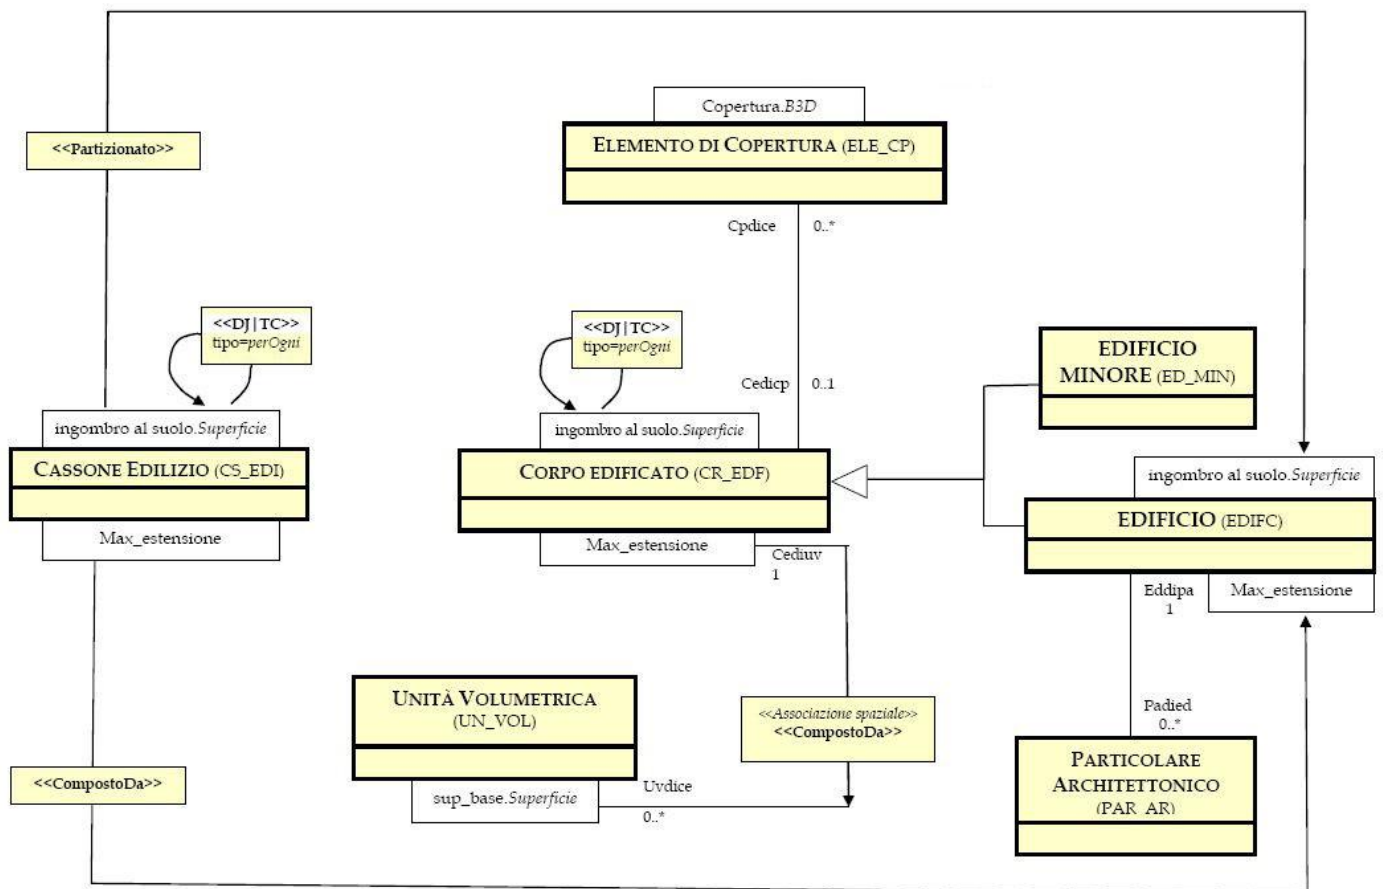 Copertura.B3D
<<Partizionato>>
ELEMENTO DI COPERTURA (ELE_CP)
Cpdice
0..*
<<DJ|TC>>
tipo=perOgni
<<DJ|TC>>
tipo=perOgni
EDIFICIO
MINORE (ED_MIN)
Cedicp
0..1
ingombro al suolo.Superficie
ingombro al suolo.Superficie
CASSONE EDILIZIO (CS_EDI)
CORPO EDIFICATO (CR_EDF)
ingombro al suolo.Superficie
EDIFICIO (EDIFC)
Max_estensione
Max_estensione
Cediuv
1
Eddipa
1
Max_estensione
UNITÀ VOLUMETRICA
(UN_VOL)
<<Associazione spaziale>>
<<CompostoDa>>
Padied
0..*
<<CompostoDa>>
sup_base.Superficie
Uvdice
0..*
PARTICOLARE
ARCHITETTONICO
(PAR_AR)